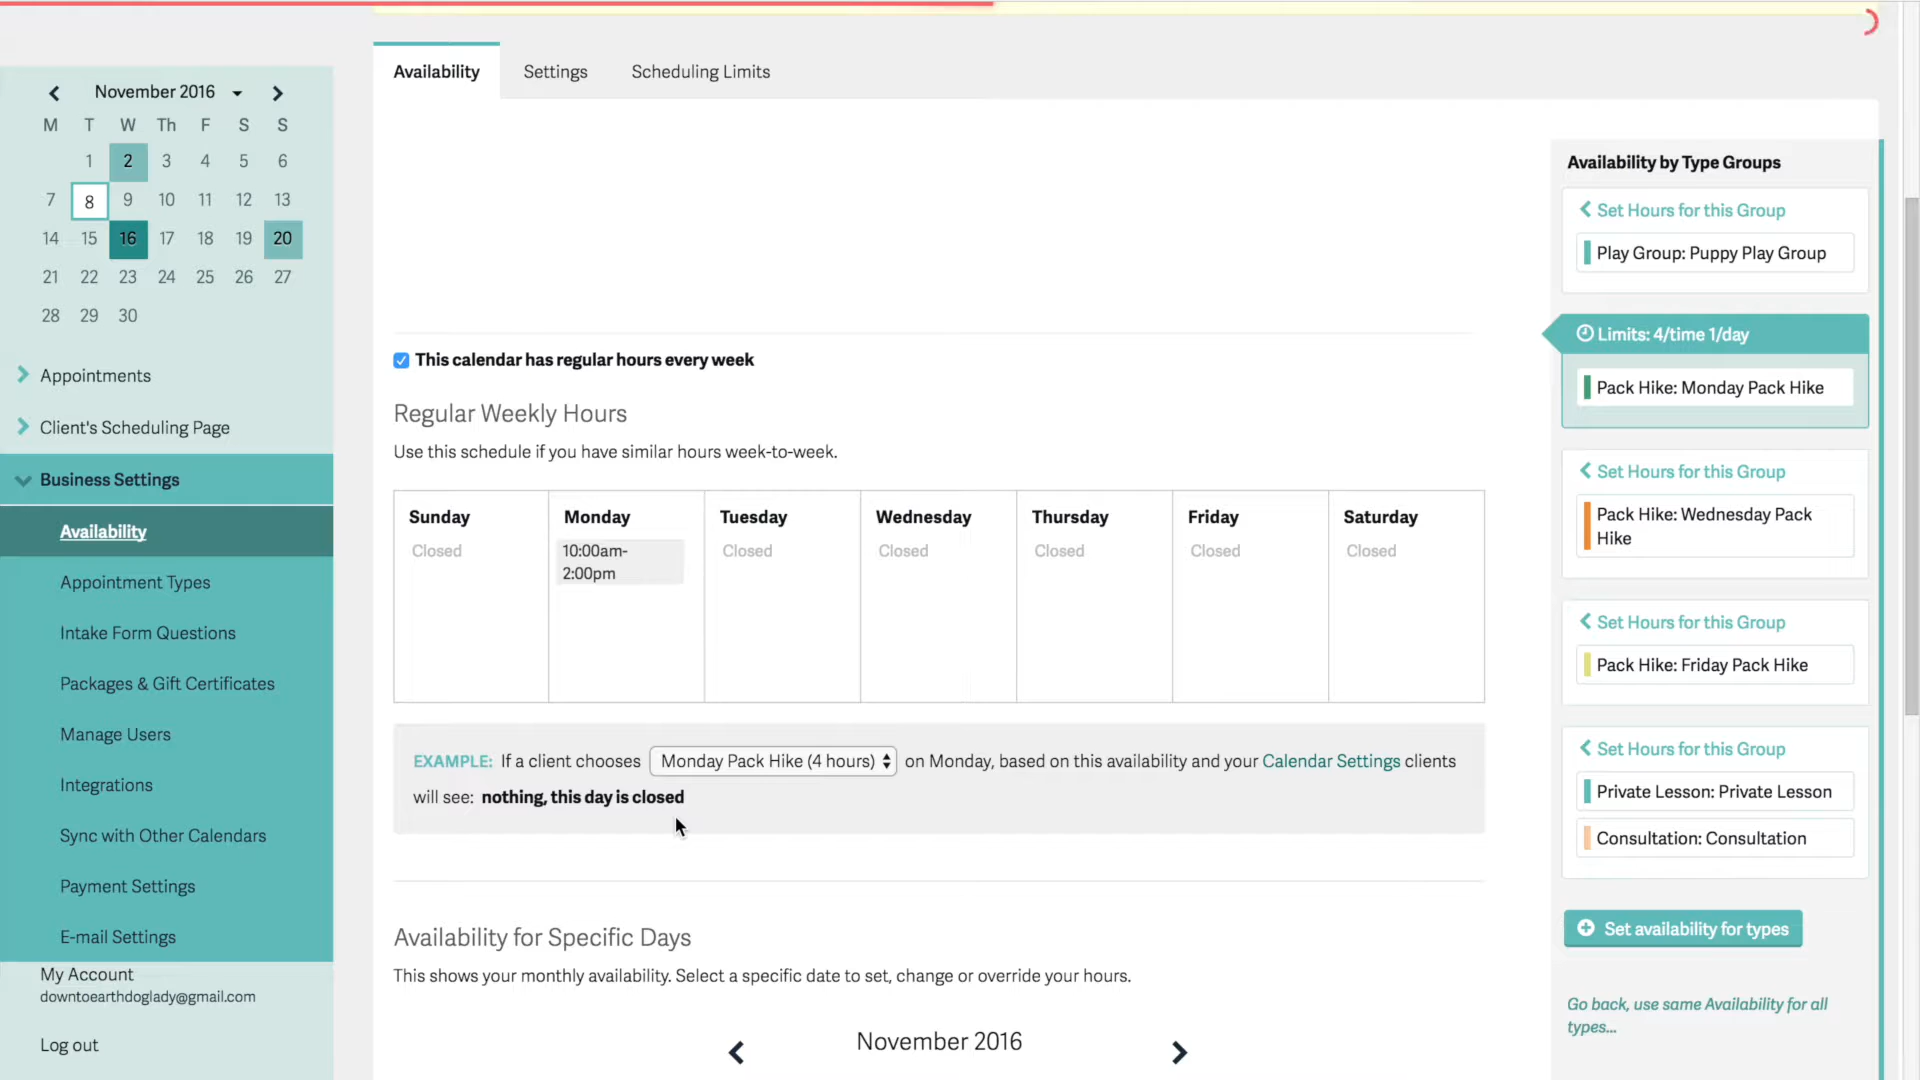 November 2016
M T W Th F S S
1 2 3 4 5 6
7 8 9 10 11 12 13
14 15 16 17 18 19 20
21 22 23 24 25 26 27
28 29 30
Appointments
Client's Scheduling Page
Business Settings
Availability
Appointment Types
Intake Form Questions
Packages & Gift Certificates
Manage Users
Integrations
Sync with Other Calendars
Payment Settings
E-mail Settings
My Account
downtoearthdoglady@gmail.com
Log out
Availability Settings Scheduling Limits
This calendar has regular hours every week
Regular Weekly Hours
Use this schedule if you have similar hours week-to-week.
Sunday Monday Tuesday Wednesday Thursday Friday Saturday
Closed 10:00am- Closed Closed Closed Closed Closed
2:00pm
EXAMPLE: If a client chooses Monday Pack Hike (4 hours) on Monday, based on this availability and your Calendar Settings clients
will see: nothing, this day is closed
Availability for Specific Days
This shows your monthly availability. Select a specific date to set, change or override your hours.
November 2016
Availability by Type Groups
Set Hours for this Group
Play Group: Puppy Play Group
Limits: 4/time 1/day
Pack Hike: Monday Pack Hike
Set Hours for this Group
Pack Hike: Wednesday Pack
Hike
Set Hours for this Group
Pack Hike: Friday Pack Hike
Set Hours for this Group
Private Lesson: Private Lesson
Consultation: Consultation
Set availability for types
Go back, use same Availability for all
types...